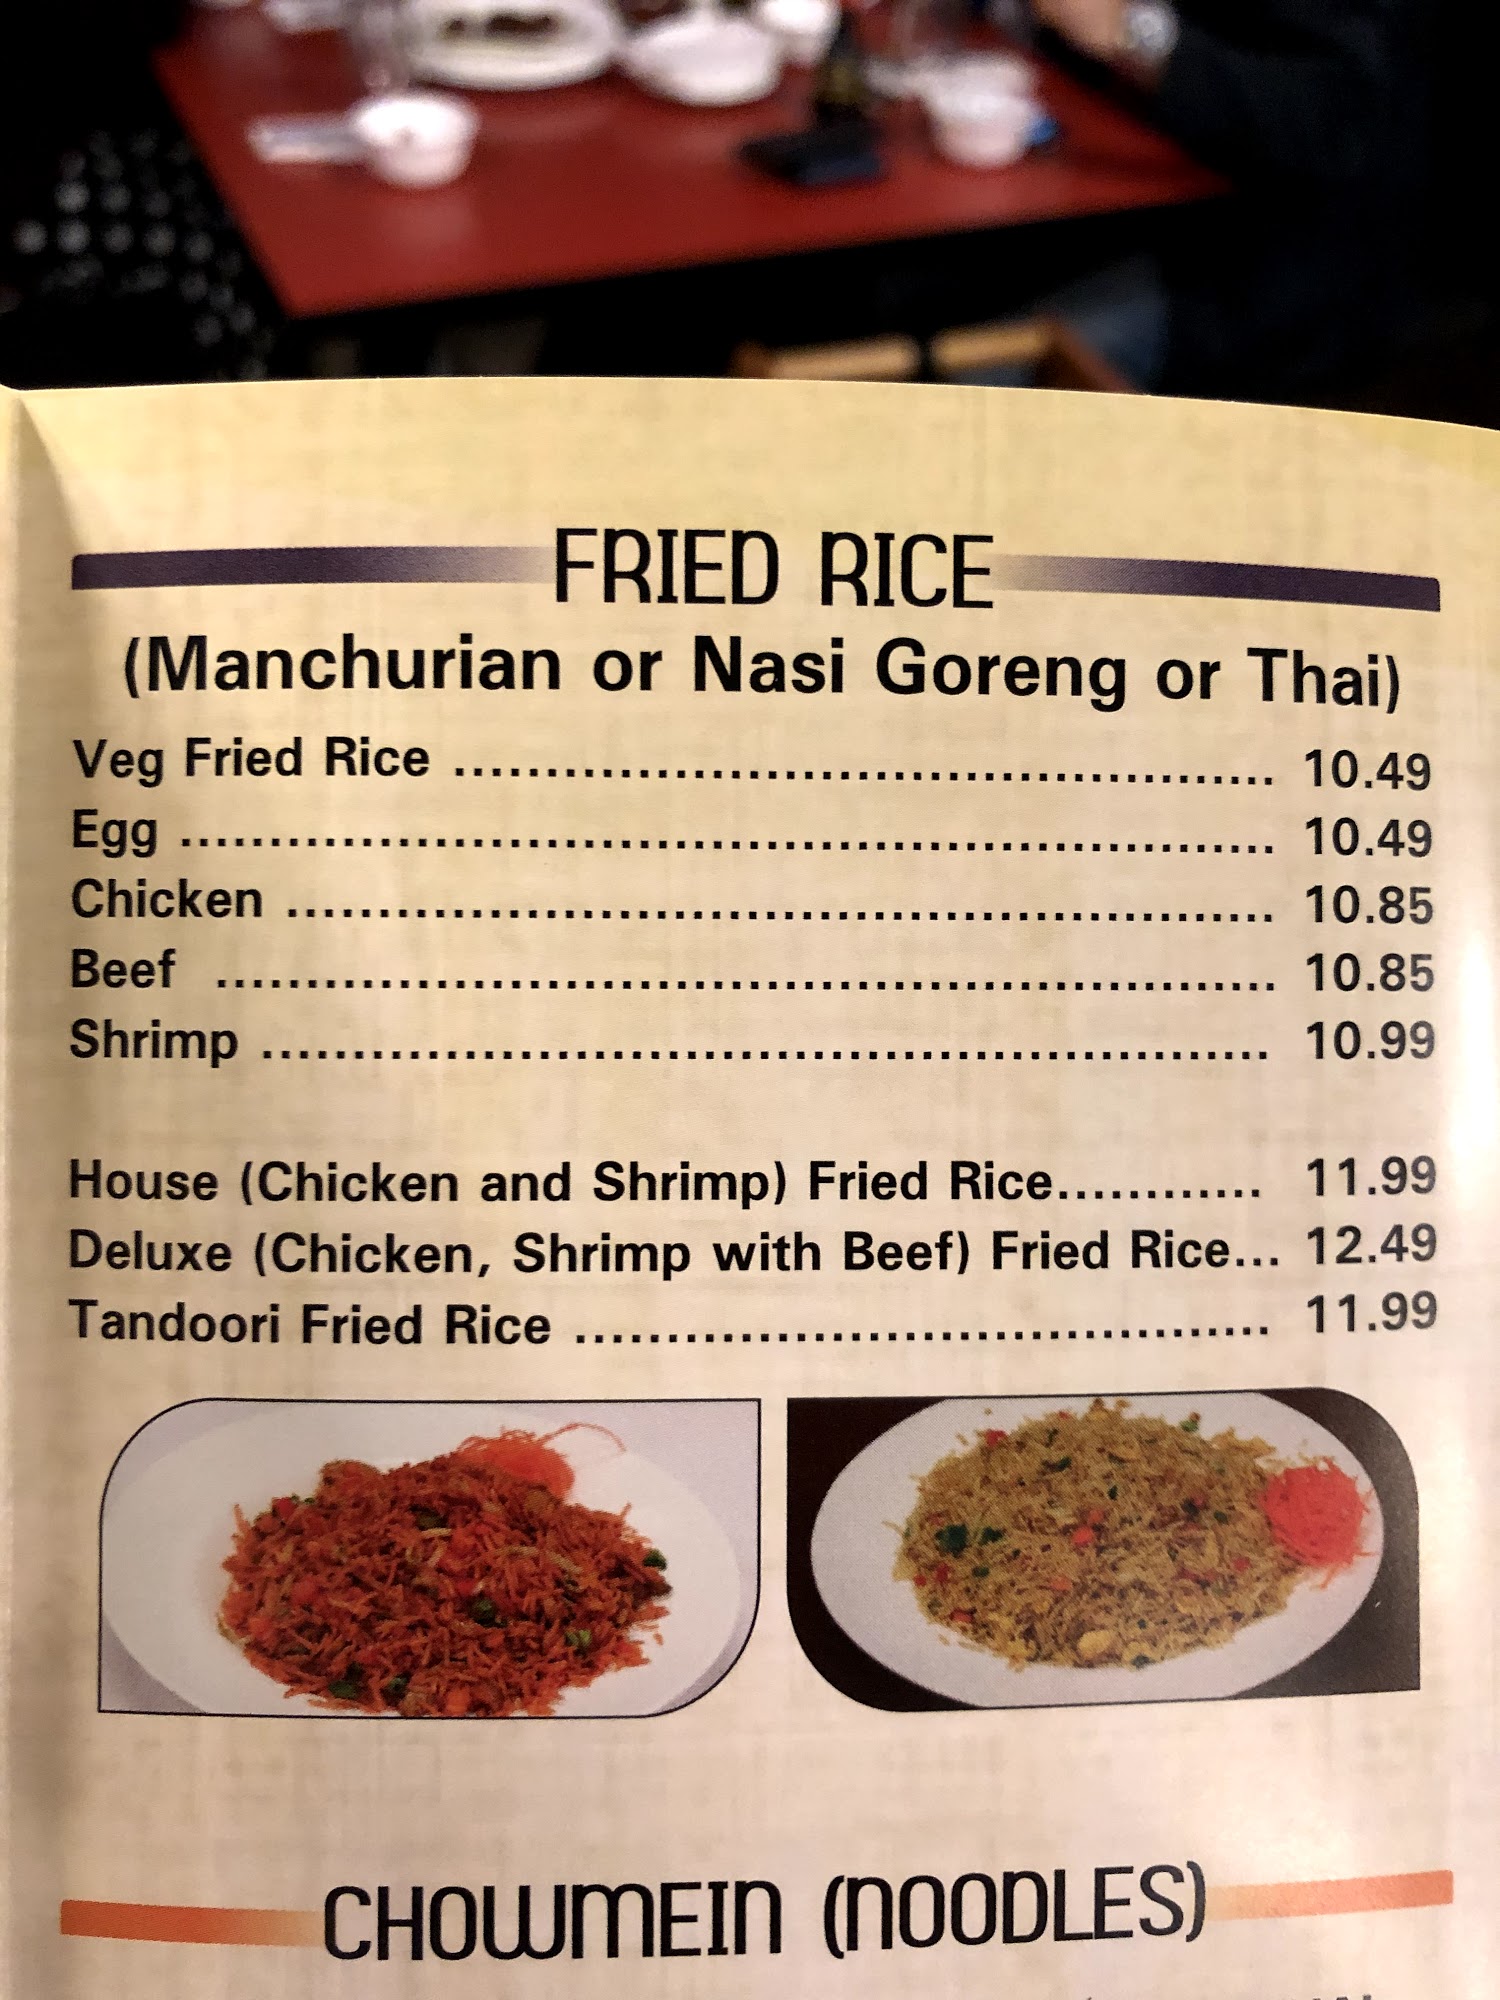 FRIED RICE
(Manchurian or Nasi Goreng or Thai)
Veg Fried Rice ............................................. 10.49
Egg ............................................................ 10.49
Chicken ...................................................... 10.85
Beef .......................................................... 10.85
Shrimp ....................................................... 10.99
House (Chicken and Shrimp) Fried Rice............ 11.99
Deluxe (Chicken, Shrimp with Beef) Fried Rice... 12.49
Tandoori Fried Rice ...................................... 11.99
CHOWMEIN (NOODLES)